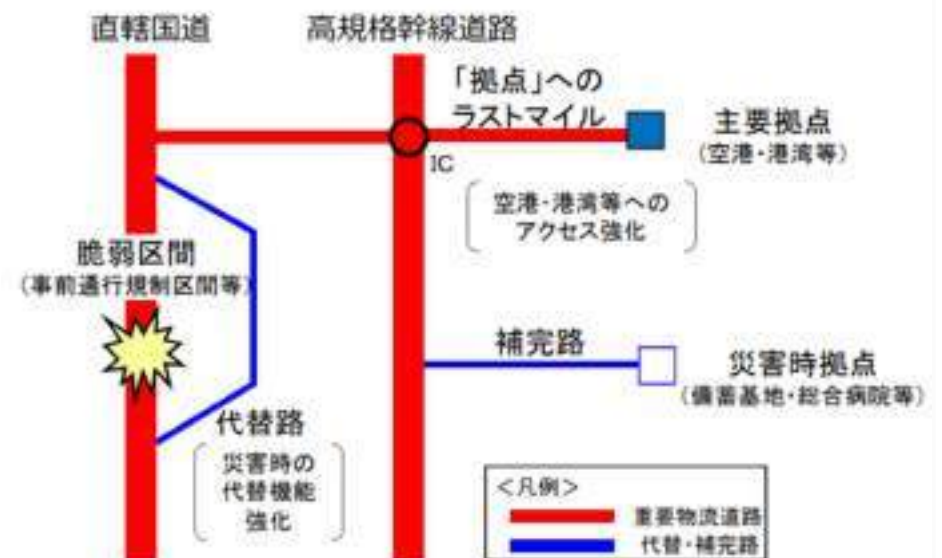 直轄国道
高規格幹線道路
「拠点」への
ラストマイル
主要拠点
（空港・港湾等）
IC
空港・港湾等への
アクセス強化
脆弱区間
（事前通行規制区間等）
補完路
災害時拠点
（備蓄基地・総合病院等）
代替路
災害時の
代替機能
強化
＜凡例＞
重要物流道路
代替・補完路